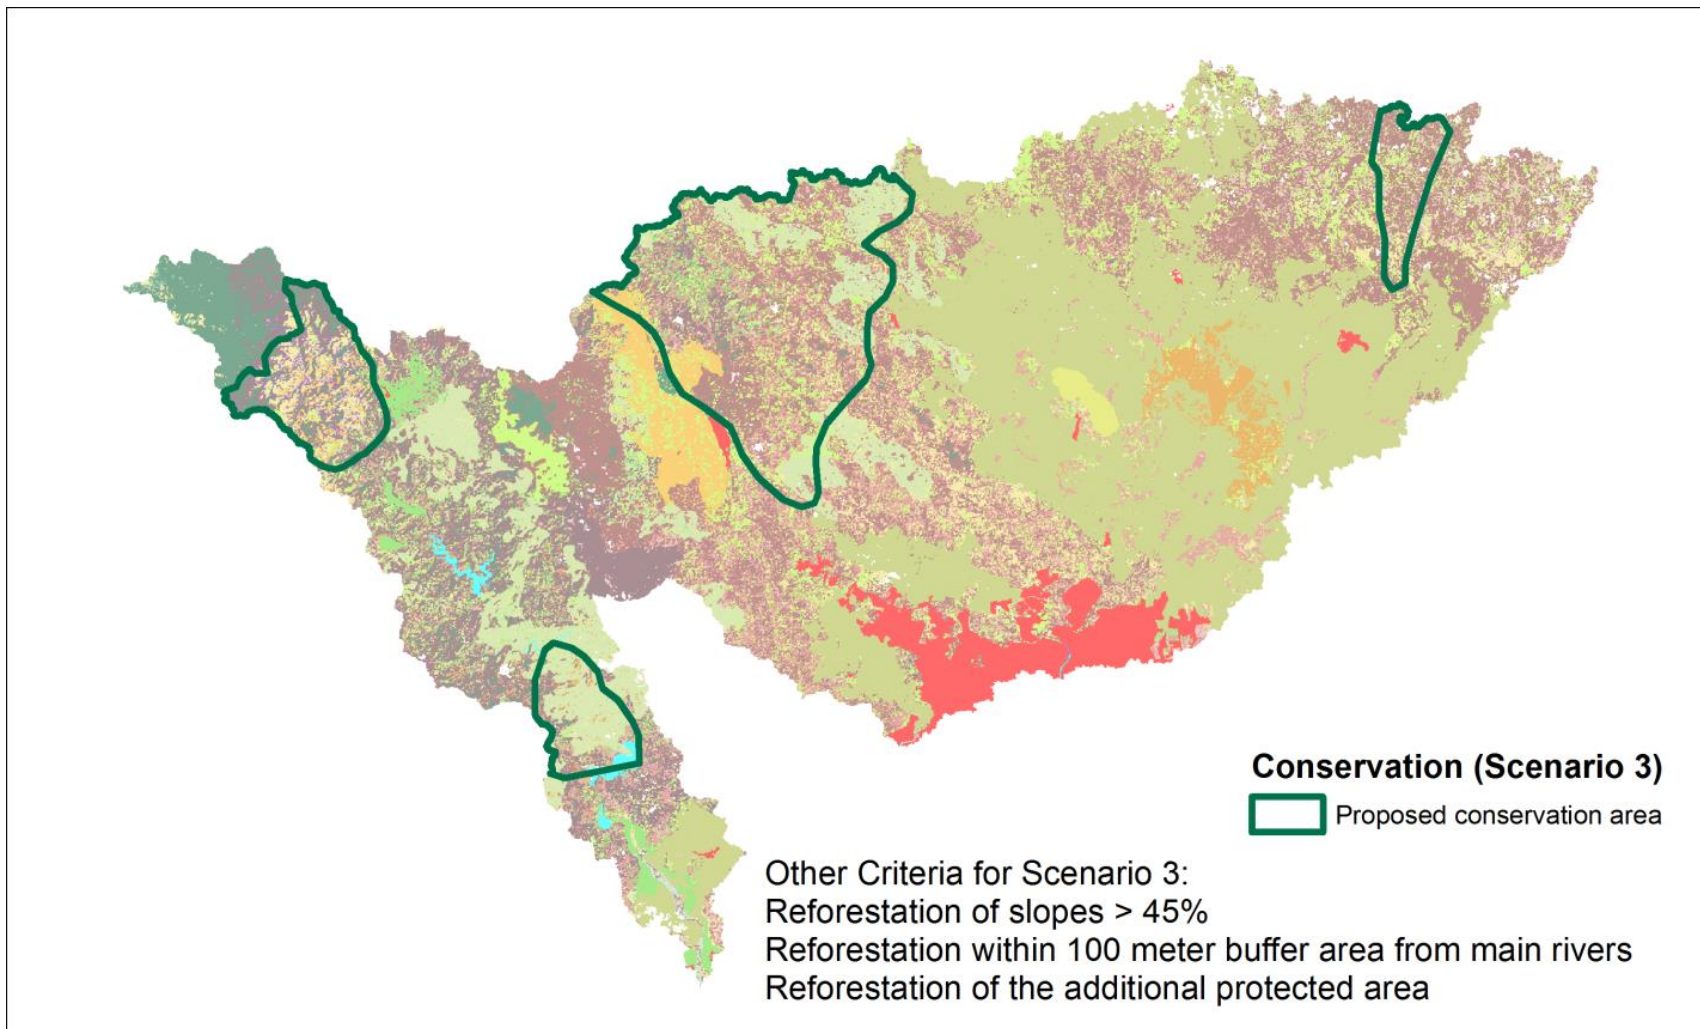 Conservation (Scenario 3)
Proposed conservation area
Other Criteria for Scenario 3:
Reforestation of slopes > 45%
Reforestation within 100 meter buffer area from main rivers
Reforestation of the additional protected area